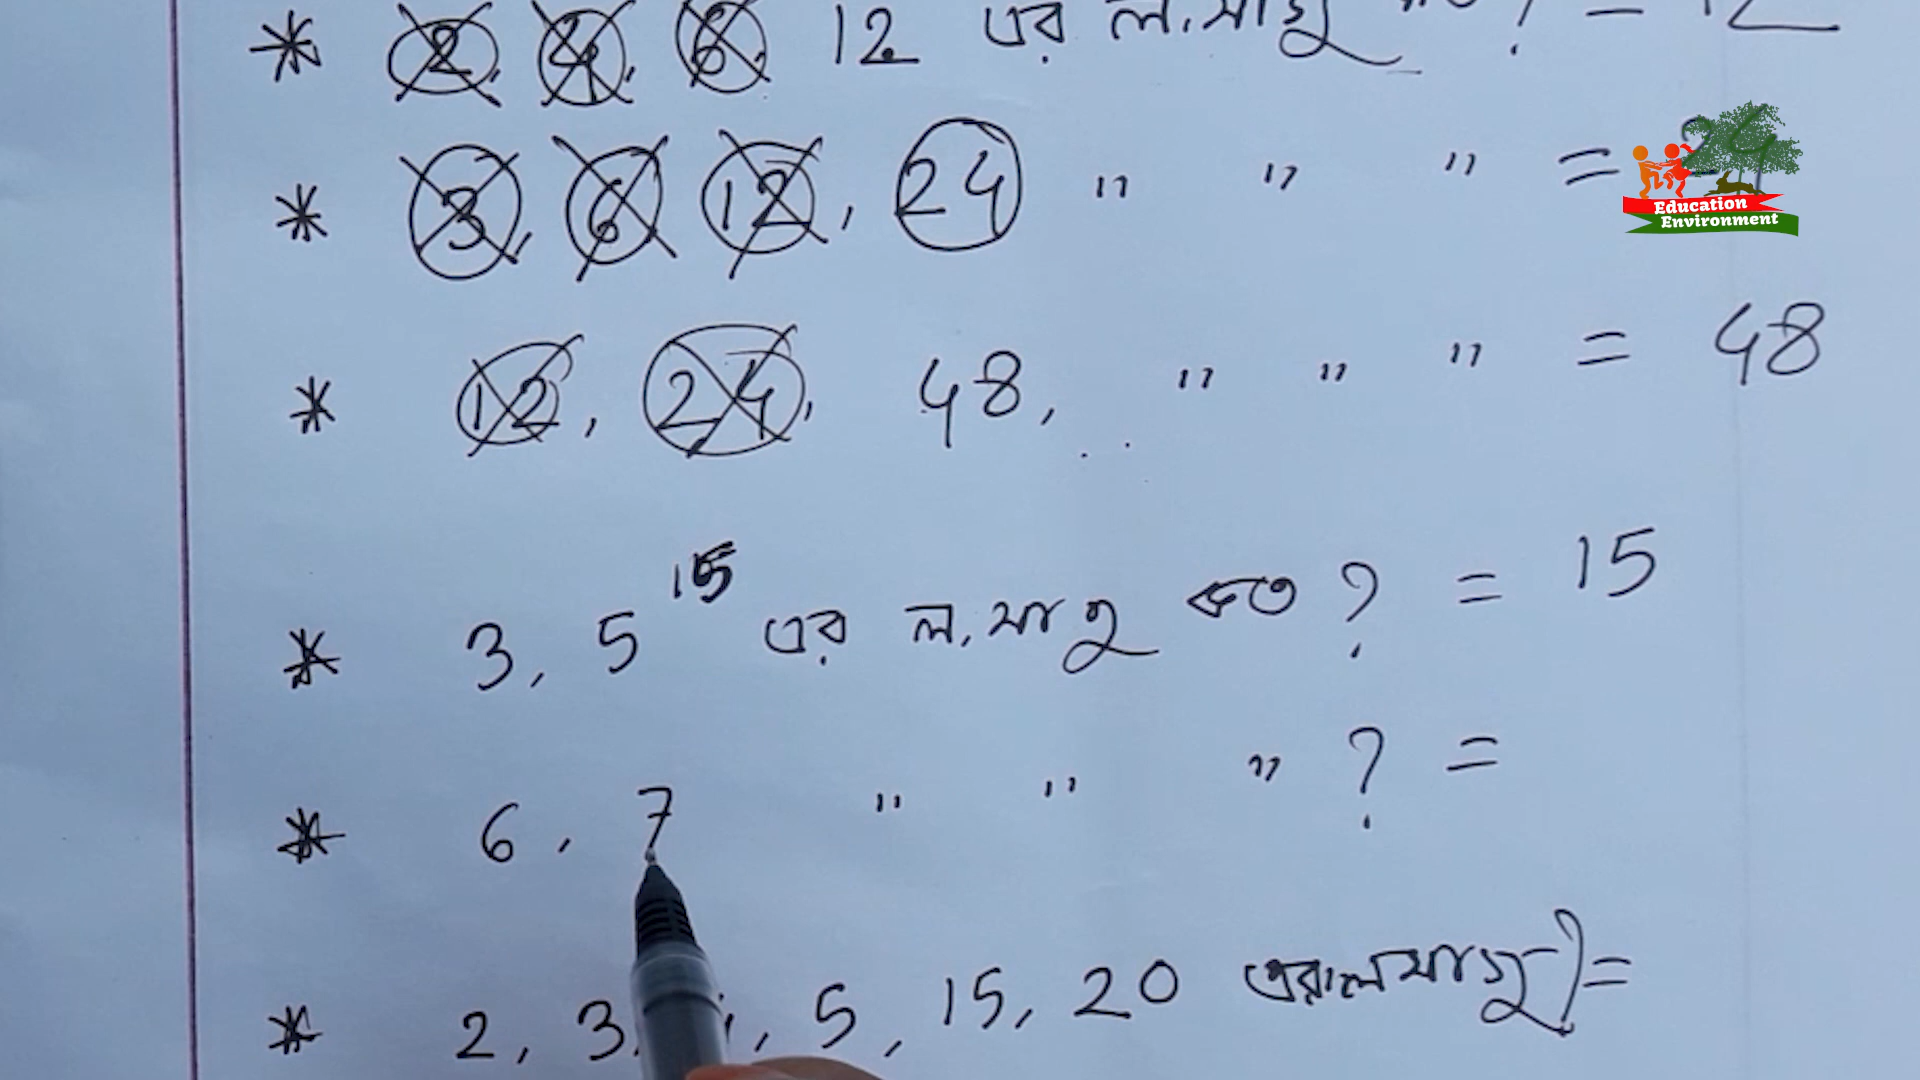 * 2, 4, 6, 12 এর ল.সাগু ? = 12
* 3, 6, 12, 24 " " " = 24
Education
Environment
* 12, 24, 48, " " " = 48
15
* 3, 5 এর ল.সাগু কত ? = 15
* 6, 7 " " " ? =
* 2, 3, 5, 15, 20 এর ল সাগু ? =